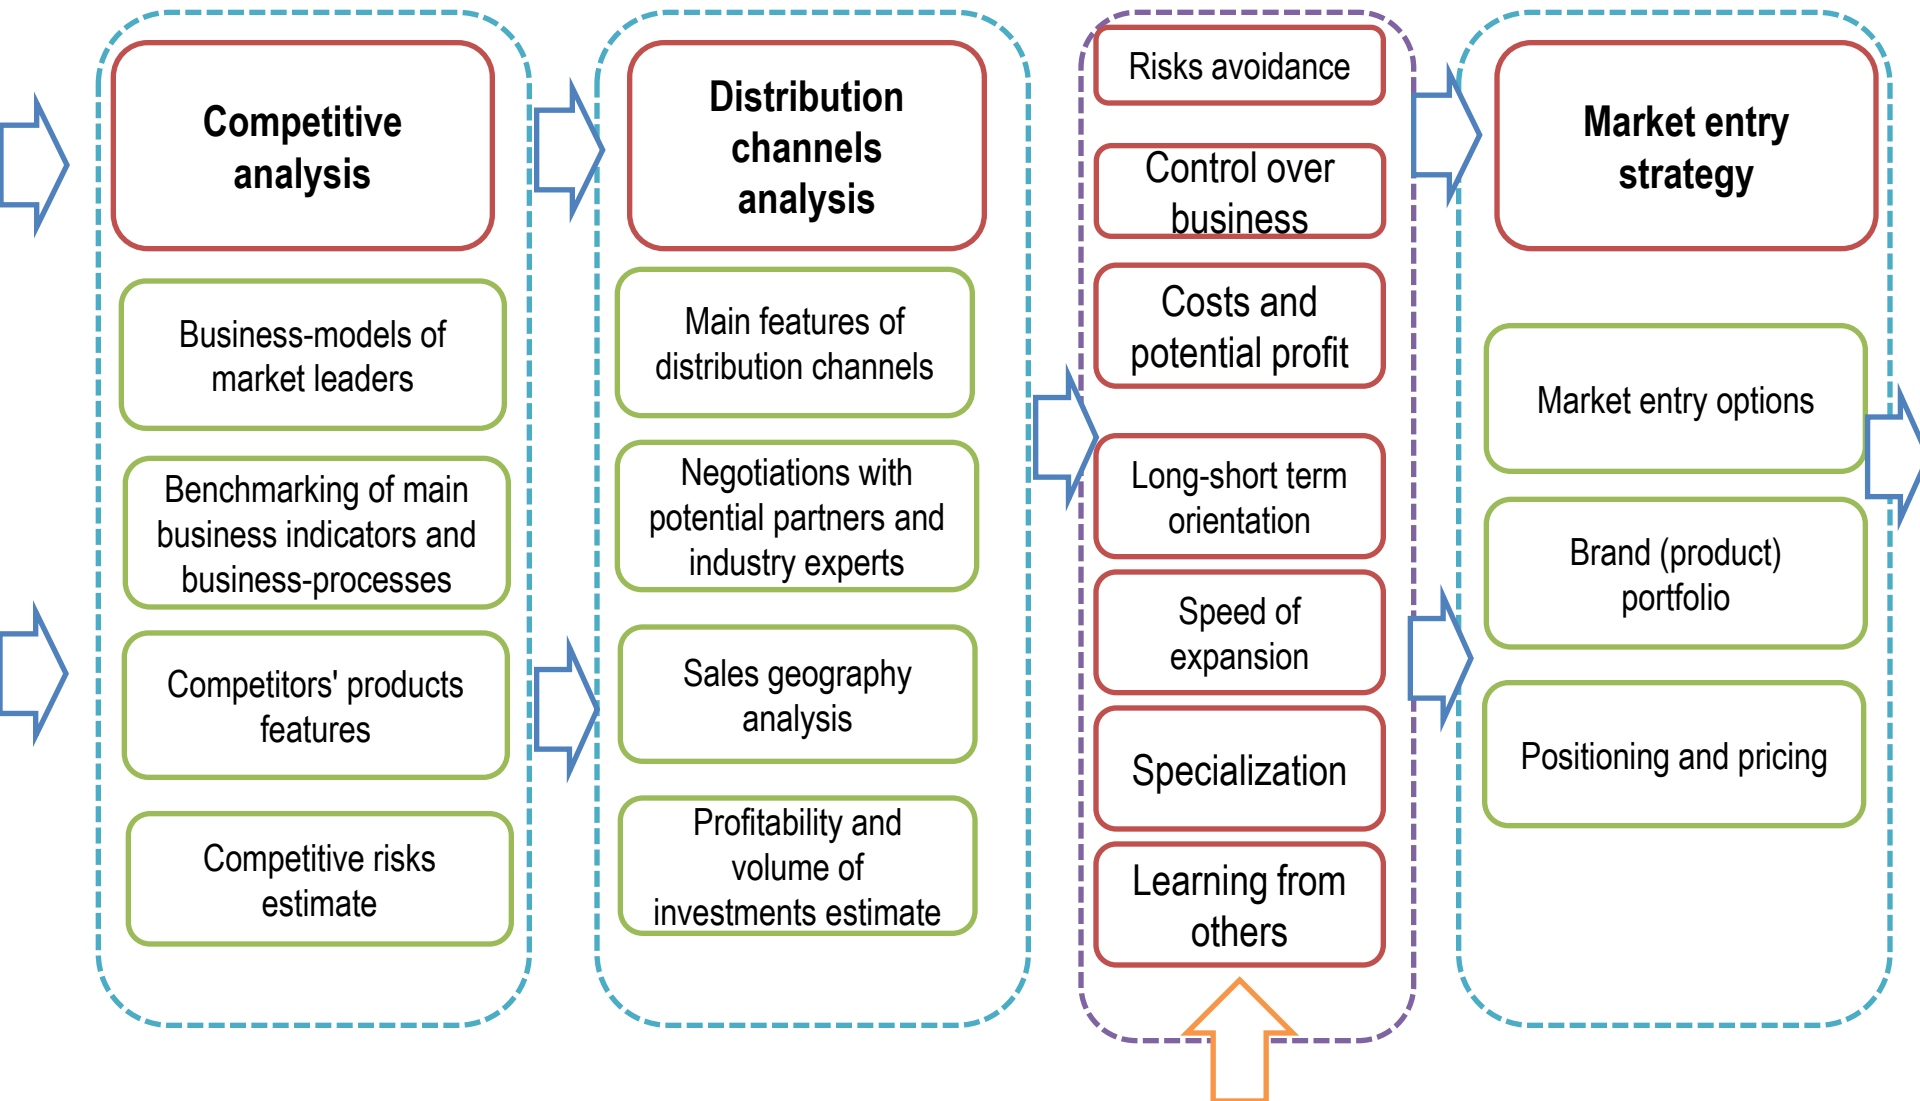 Competitive
analysis
Business-models of
market leaders
Benchmarking of main
business indicators and
business-processes
Competitors' products
features
Competitive risks
estimate
Distribution
channels
analysis
Main features of
distribution channels
Negotiations with
potential partners and
industry experts
Sales geography
analysis
Profitability and
volume of
investments estimate
Risks avoidance
Control over
business
Costs and
potential profit
Long-short term
orientation
Speed of
expansion
Specialization
Learning from
others
Market entry
strategy
Market entry options
Brand (product)
portfolio
Positioning and pricing